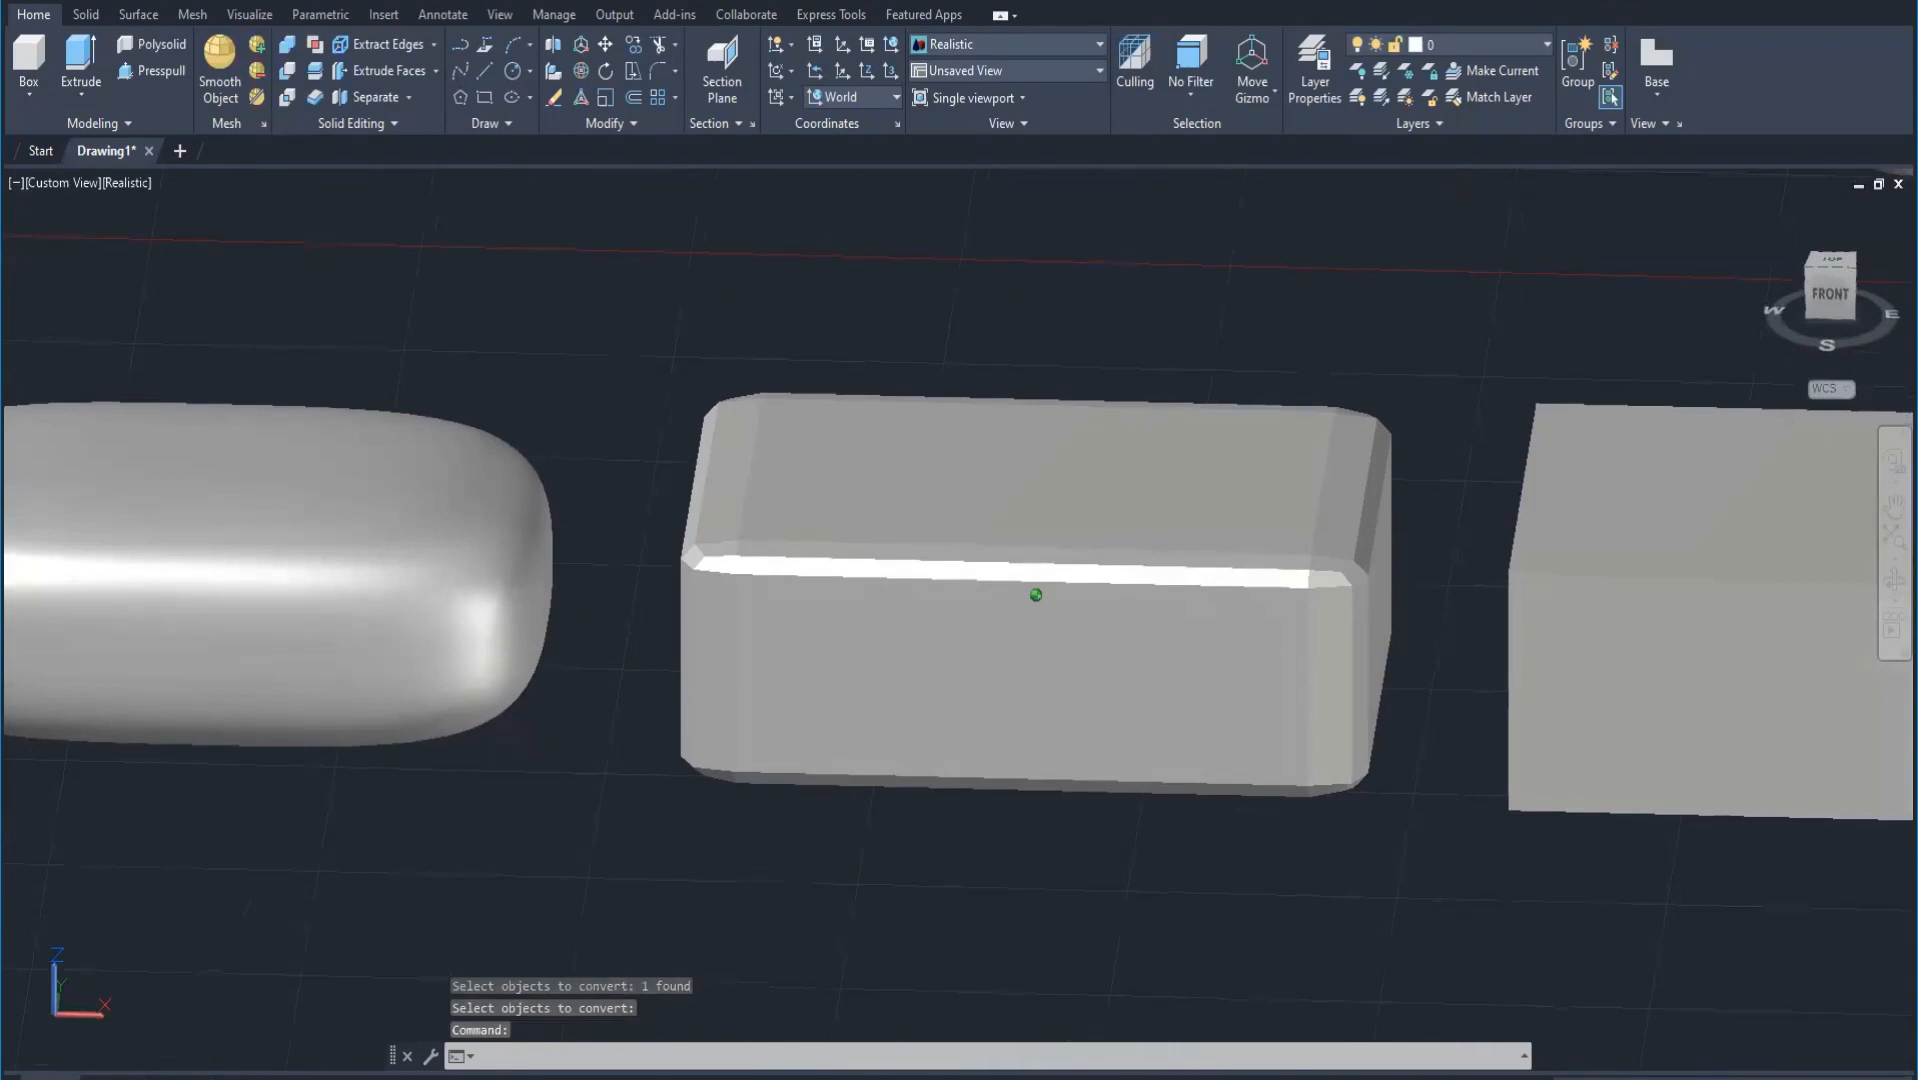 Home Solid Surface Mesh Visualize Parametric Insert Annotate View Manage Output Add-ins Collaborate Express Tools Featured Apps
Box
Extrude
Polysolid
Presspull
Modeling
Smooth
Object
Mesh
Extract Edges
Extrude Faces
Separate
Solid Editing
Draw
Modify
Section
Plane
Section
World
Coordinates
Realistic
Unsaved View
Single viewport
View
Culling
No Filter
Move
Gizmo
Selection
Layer
Properties
0
Make Current
Match Layer
Layers
Group
Groups
Base
View
Start Drawing1*
[−][Custom View][Realistic]
TOP
FRONT
W E
S
WCS
Z
Y
X
Select objects to convert: 1 found
Select objects to convert:
Command: